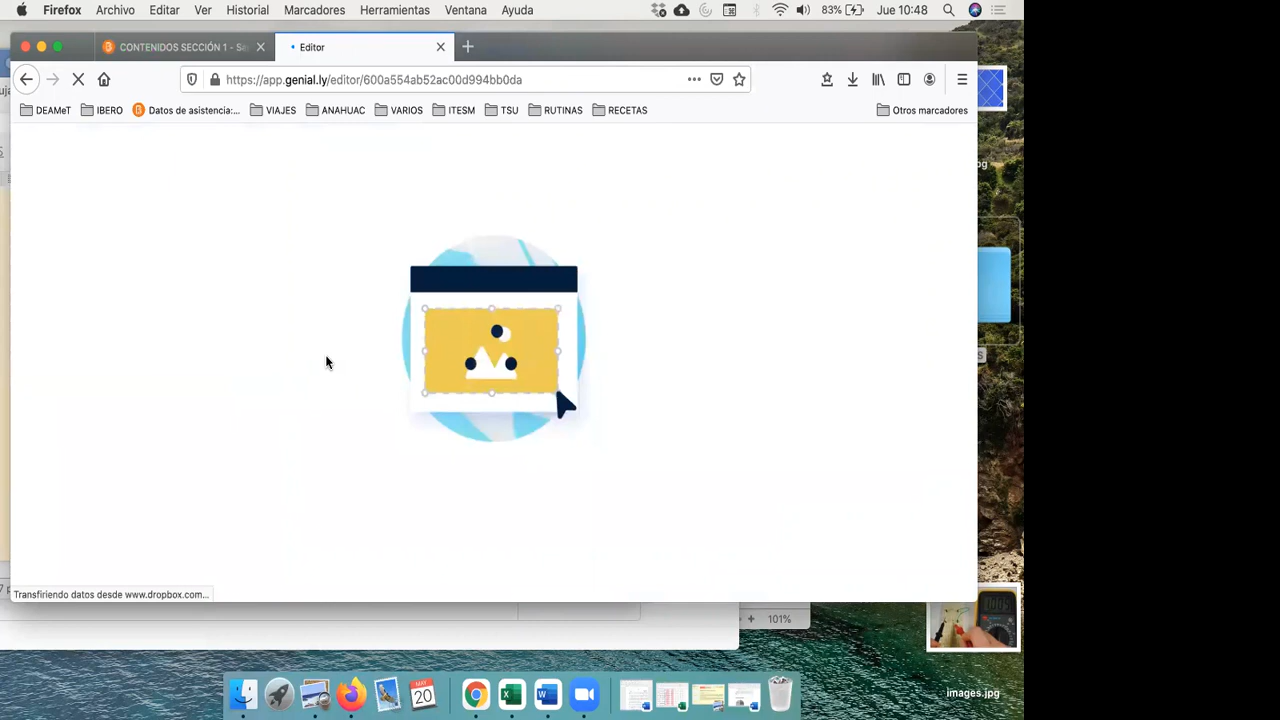 Firefox Archivo Editar Ver Historial Marcadores Herramientas Ventana Ayuda 83% Jue 10:48
CONTENIDOS SECCIÓN 1 - Editor
https://app.genial.ly/editor/600a554ab52ac00d994bb0da
DEAMeT IBERO Datos de asistencia:... VIAJES ANAHUAC VARIOS ITESM TSU RUTINAS RECETAS Otros marcadores
Transfiriendo datos desde www.dropbox.com...
101%
images.jpg
MAY
20